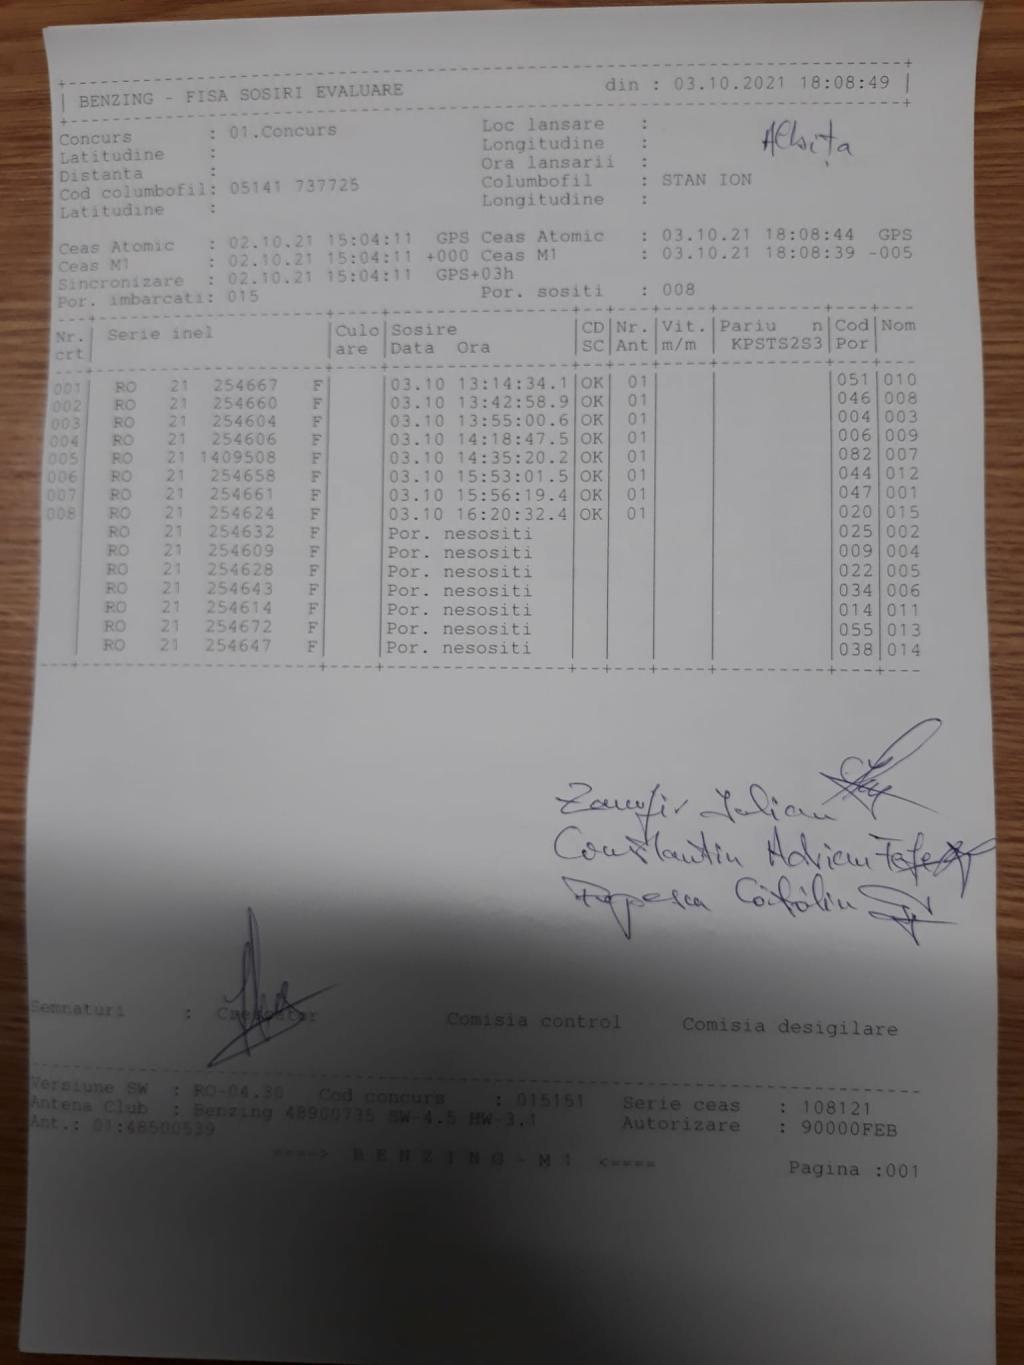 BENZING - FISA SOSIRI EVALUARE din : 03.10.2021 18:08:49
Concurs : 01.Concurs Loc lansare :
Latitudine : Longitudine :
Distanta : Ora lansarii :
Cod columbofil: 05141 737725 Columbofil : STAN ION
Latitudine : Longitudine :
Albița
Ceas Atomic : 02.10.21 15:04:11 GPS Ceas Atomic : 03.10.21 18:08:44 GPS
Ceas M1 : 02.10.21 15:04:11 +000 Ceas M1 : 03.10.21 18:08:39 -005
Sincronizare : 02.10.21 15:04:11 GPS+03h
Por. imbarcati: 015 Por. sositi : 008
Nr. Serie inel Culo Sosire CD Nr. Vit. Pariu n Cod Nom
crt are Data Ora SC Ant m/m KPSTS2S3 Por
001 RO 21 254667 F 03.10 13:14:34.1 OK 01 051 010
002 RO 21 254660 F 03.10 13:42:58.9 OK 01 046 008
003 RO 21 254604 F 03.10 13:55:00.6 OK 01 004 003
004 RO 21 254606 F 03.10 14:18:47.5 OK 01 006 009
005 RO 21 1409508 F 03.10 14:35:20.2 OK 01 082 007
006 RO 21 254658 F 03.10 15:53:01.5 OK 01 044 012
007 RO 21 254661 F 03.10 15:56:19.4 OK 01 047 001
008 RO 21 254624 F 03.10 16:20:32.4 OK 01 020 015
RO 21 254632 F Por. nesositi 025 002
RO 21 254609 F Por. nesositi 009 004
RO 21 254628 F Por. nesositi 022 005
RO 21 254643 F Por. nesositi 034 006
RO 21 254614 F Por. nesositi 014 011
RO 21 254672 F Por. nesositi 055 013
RO 21 254647 F Por. nesositi 038 014
Zamfir Iulian
Constantin Adrian
Popescu Cătălin
Semnaturi : Crescator Comisia control Comisia desigilare
Versiune SW : RO-04.30 Cod concurs : 015151 Serie ceas : 108121
Antena Club : Benzing 48900735 SW-4.5 HW-3.1 Autorizare : 90000FEB
Ant.: 01:48500539
====> B E N Z I N G - M 1 <==== Pagina :001